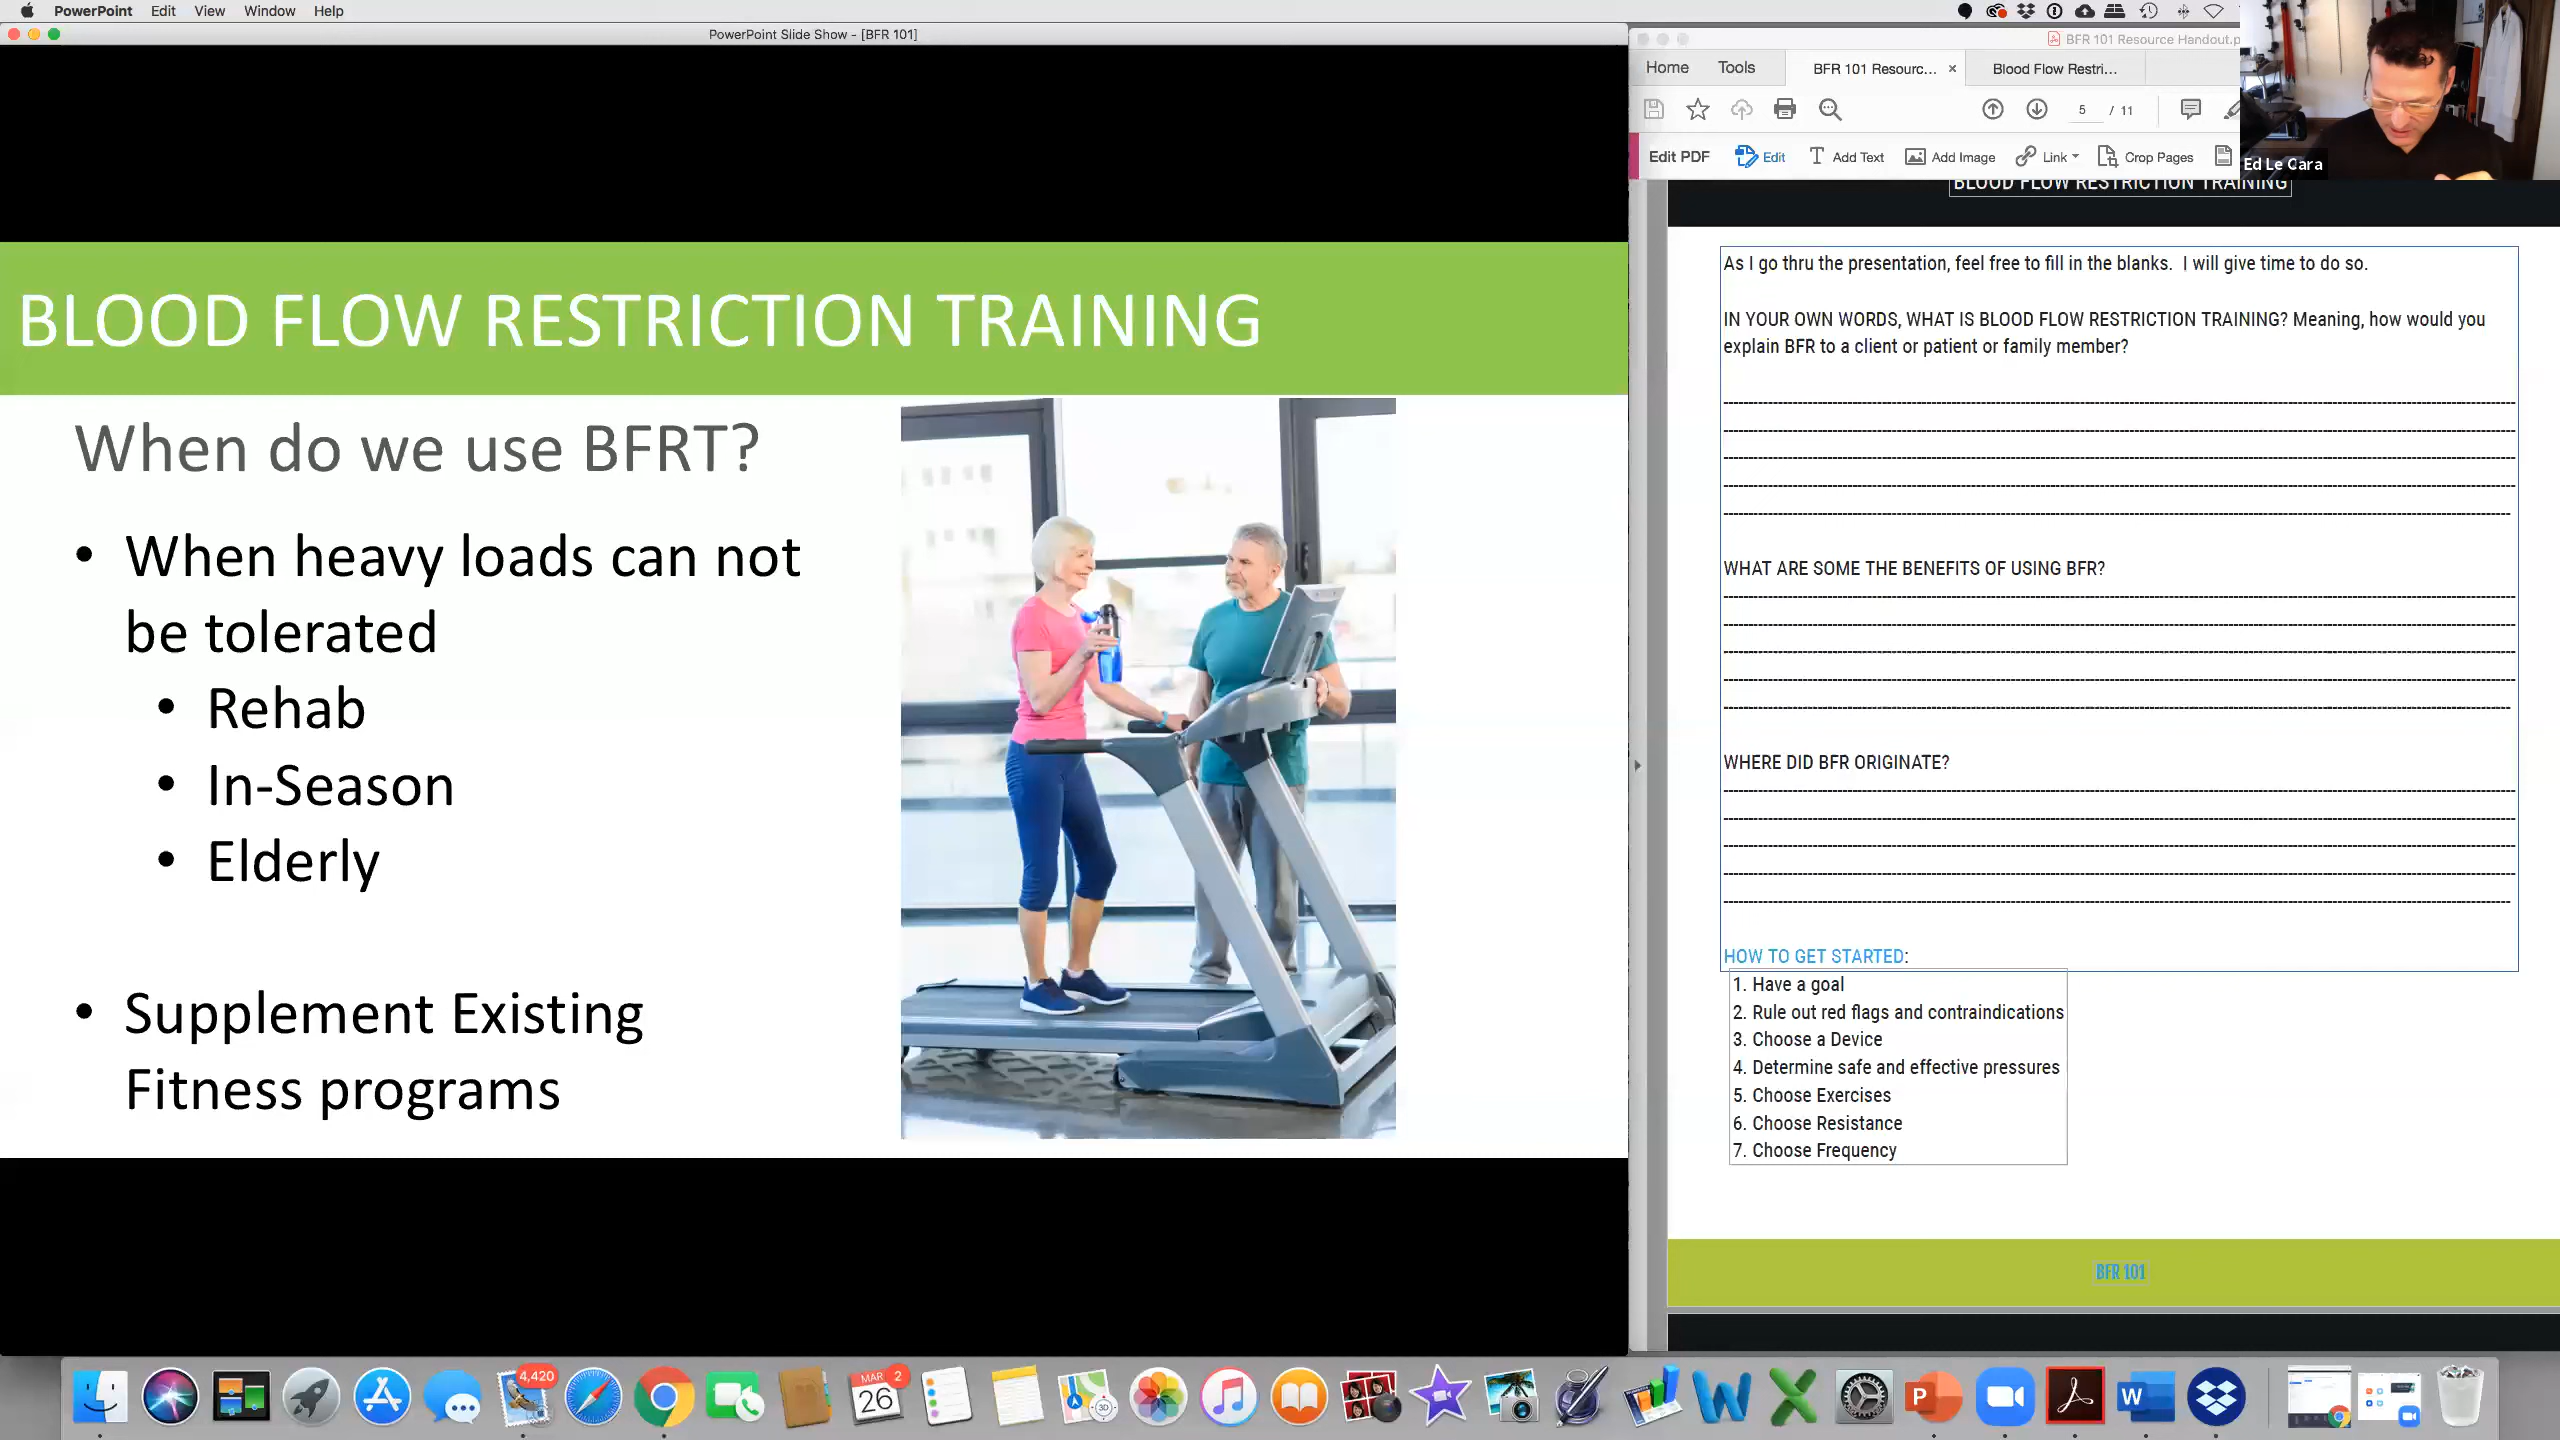 PowerPoint Edit View Window Help
PowerPoint Slide Show - [BFR 101]
BLOOD FLOW RESTRICTION TRAINING
When do we use BFRT?
• When heavy loads can not
be tolerated
• Rehab
• In-Season
• Elderly
• Supplement Existing
Fitness programs
BFR 101 Resource Handout.p
Home Tools BFR 101 Resourc... × Blood Flow Restri...
5 / 11
Edit PDF Edit Add Text Add Image Link Crop Pages
Ed Le Cara
BLOOD FLOW RESTRICTION TRAINING
As I go thru the presentation, feel free to fill in the blanks. I will give time to do so.
IN YOUR OWN WORDS, WHAT IS BLOOD FLOW RESTRICTION TRAINING? Meaning, how would you
explain BFR to a client or patient or family member?
WHAT ARE SOME THE BENEFITS OF USING BFR?
WHERE DID BFR ORIGINATE?
HOW TO GET STARTED:
1. Have a goal
2. Rule out red flags and contraindications
3. Choose a Device
4. Determine safe and effective pressures
5. Choose Exercises
6. Choose Resistance
7. Choose Frequency
BFR 101
4,420
MAR 2
26
3D
P
W